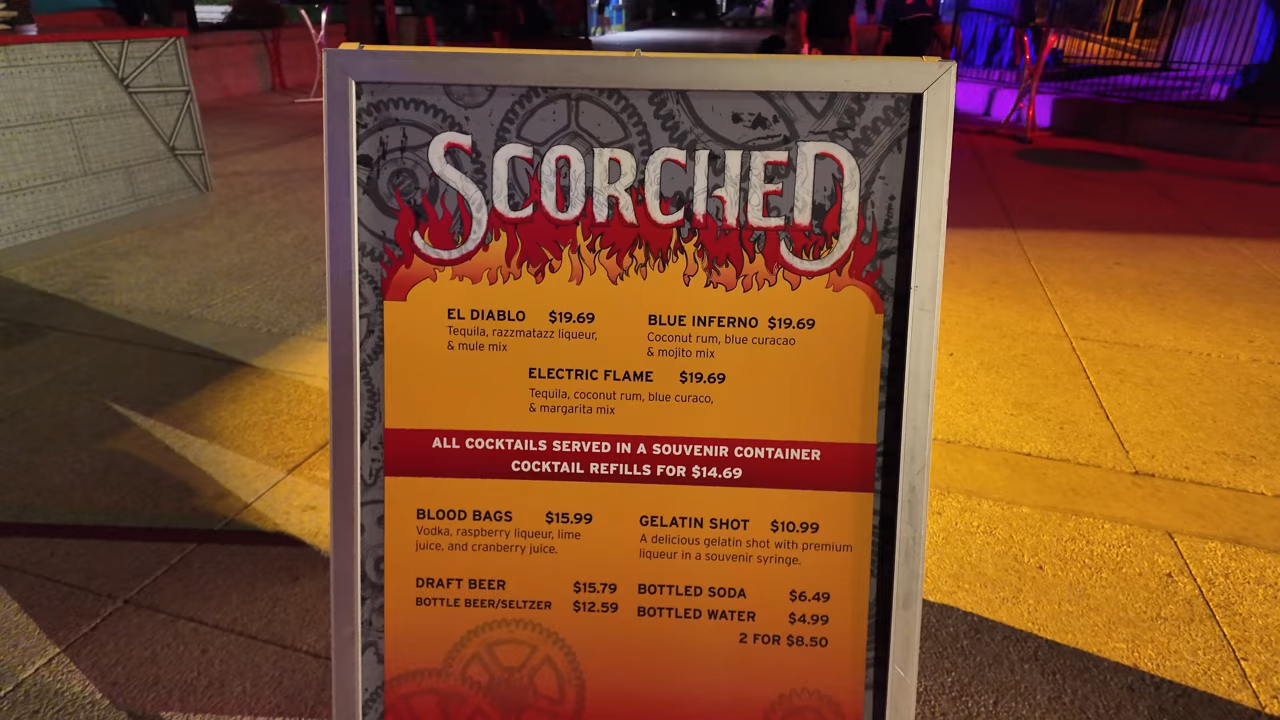 SCORCHED
EL DIABLO $19.69
Tequila, razzmatazz liqueur,
& mule mix
BLUE INFERNO $19.69
Coconut rum, blue curacao
& mojito mix
ELECTRIC FLAME $19.69
Tequila, coconut rum, blue curaco,
& margarita mix
ALL COCKTAILS SERVED IN A SOUVENIR CONTAINER
COCKTAIL REFILLS FOR $14.69
BLOOD BAGS $15.99
Vodka, raspberry liqueur, lime
juice, and cranberry juice.
GELATIN SHOT $10.99
A delicious gelatin shot with premium
liqueur in a souvenir syringe.
DRAFT BEER $15.79
BOTTLE BEER/SELTZER $12.59
BOTTLED SODA $6.49
BOTTLED WATER $4.99
2 FOR $8.50